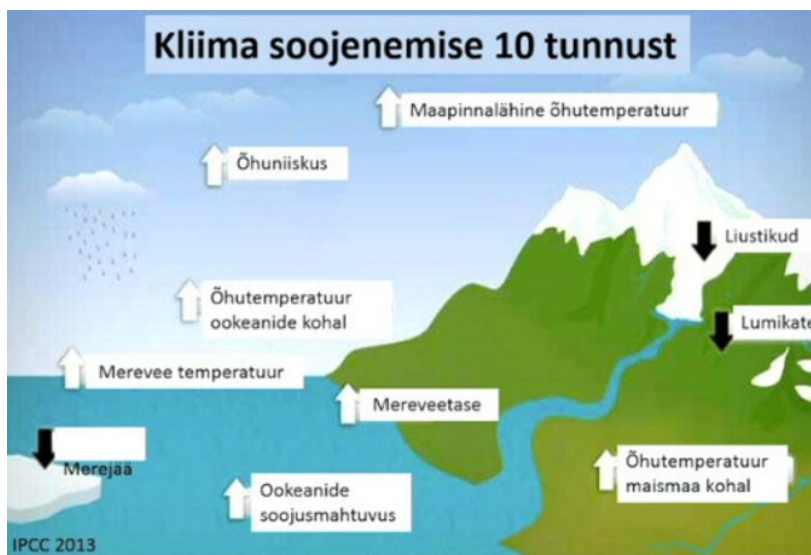 Kliima soojenemise 10 tunnust
Maapinnalähine õhutemperatuur
Õhuniiskus
Liustikud
Õhutemperatuur
ookeanide kohal
Lumikate
Merevee temperatuur
Mereveetase
Merejää
Õhutemperatuur
maismaa kohal
Ookeanide
soojusmahtuvus
IPCC 2013